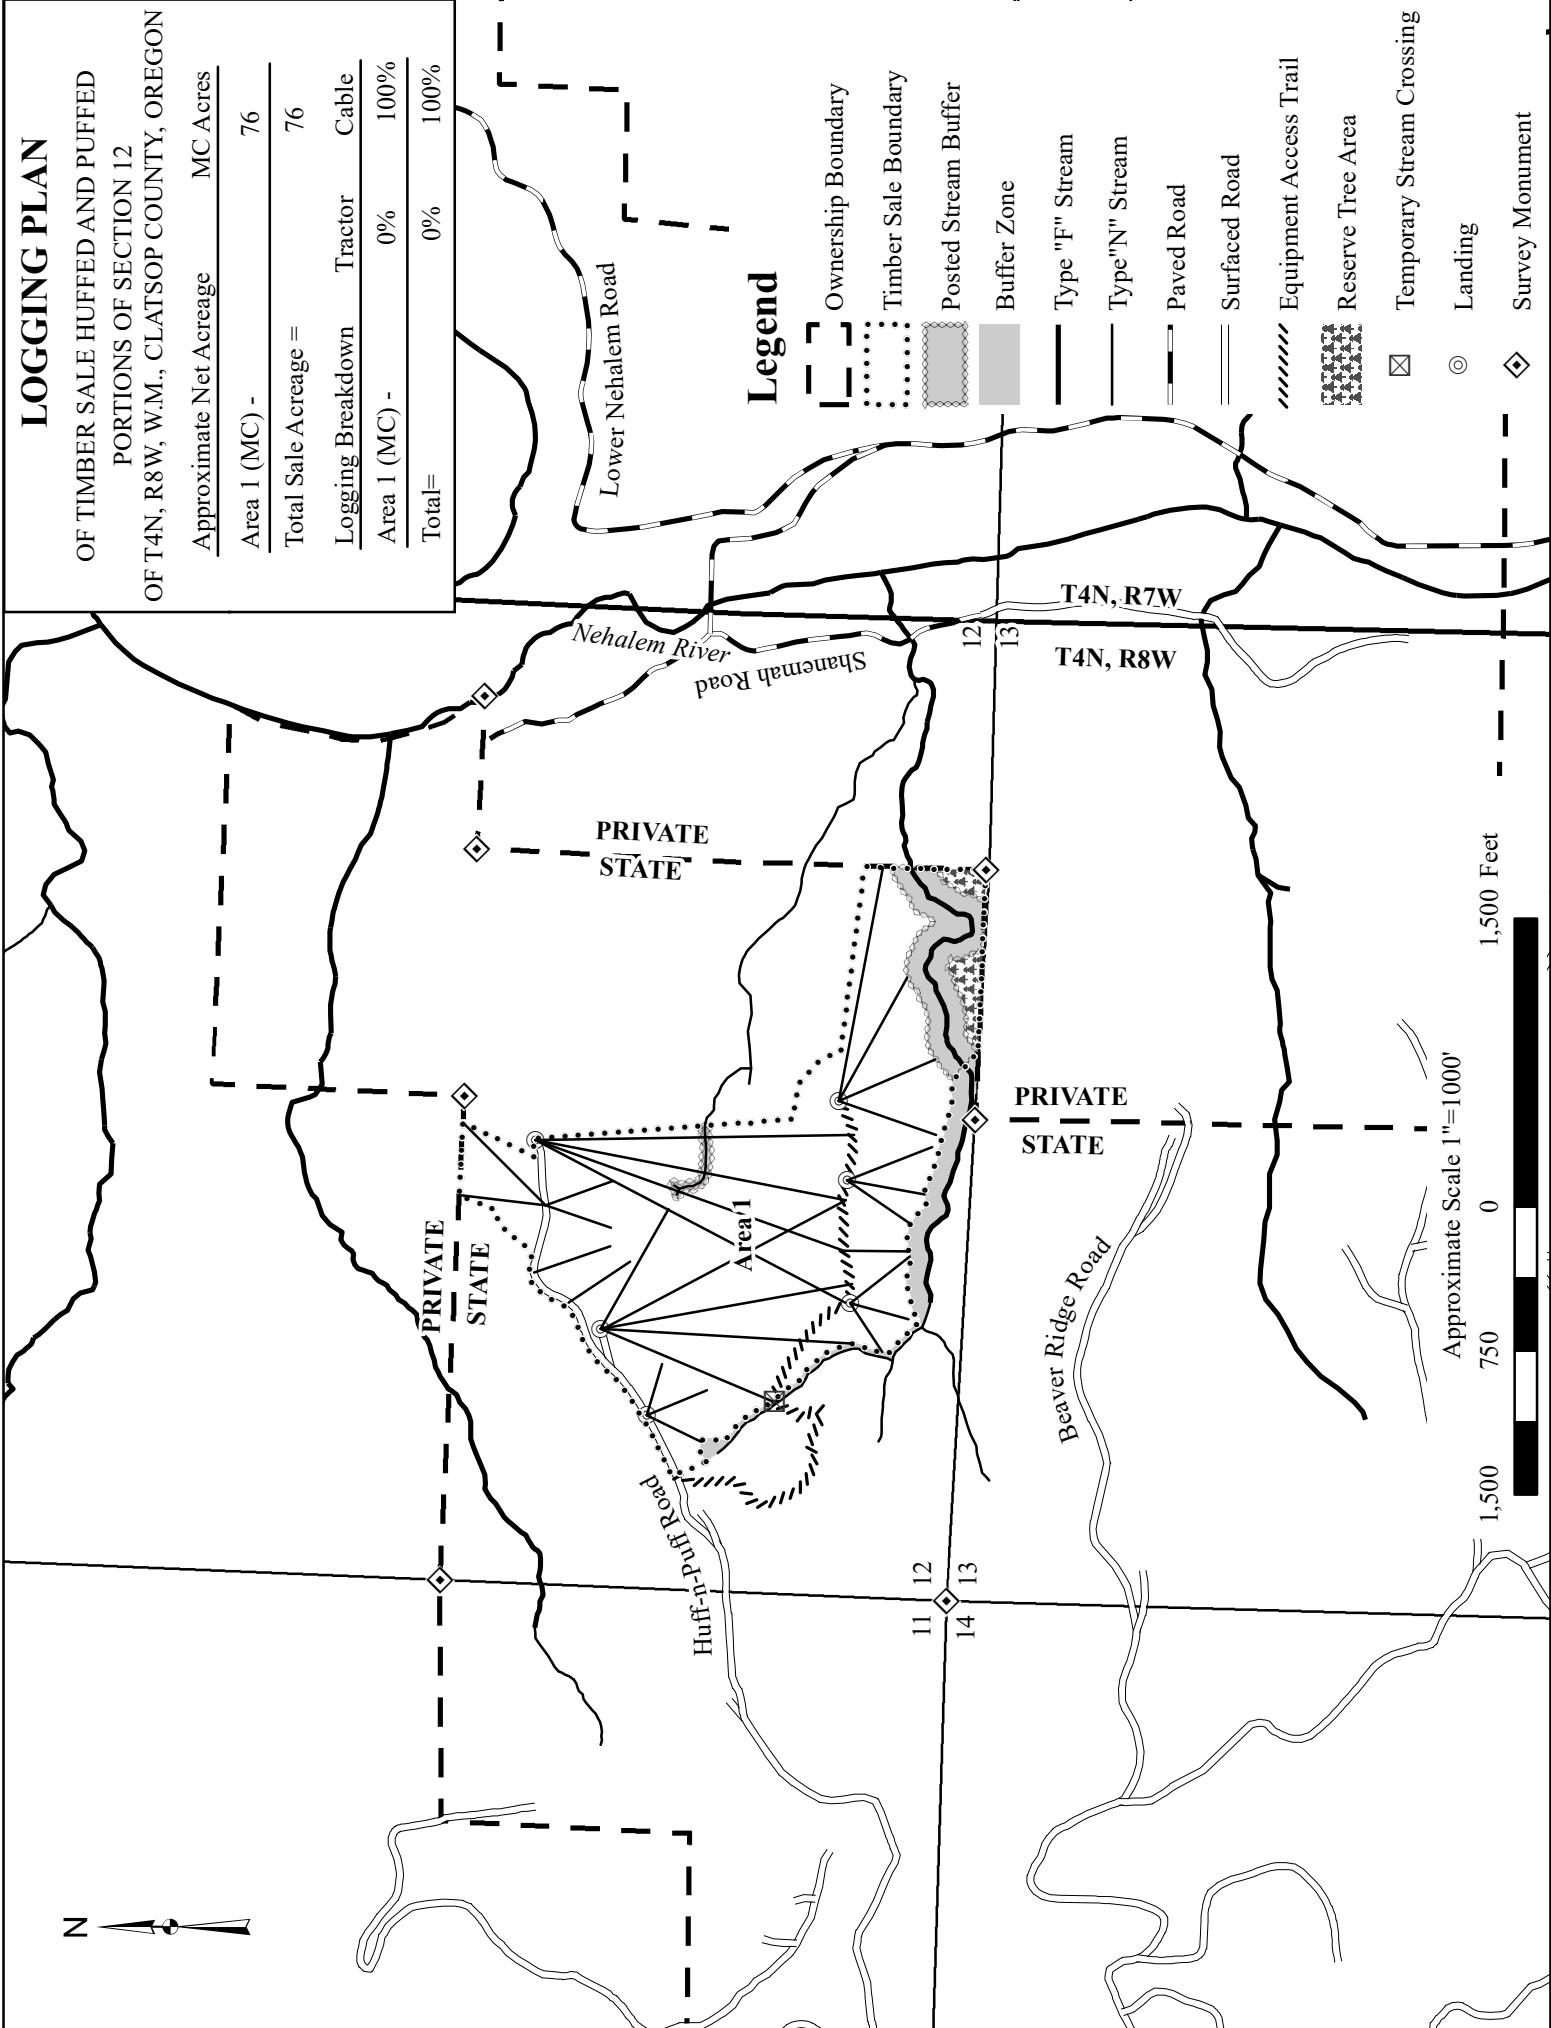 LOGGING PLAN
OF TIMBER SALE HUFFED AND PUFFED
PORTIONS OF SECTION 12
OF T4N, R8W, W.M., CLATSOP COUNTY, OREGON
Approximate Net Acreage MC Acres
Area 1 (MC) - 76
Total Sale Acreage = 76
Logging Breakdown Tractor Cable
Area 1 (MC) - 0% 100%
Total= 0% 100%
N
Lower Nehalem Road
Nehalem River
Shanemah Road
PRIVATE
STATE
PRIVATE
STATE
Area 1
Huff-n-Puff Road
12
13
T4N, R7W
T4N, R8W
11 12
14 13
PRIVATE
STATE
Beaver Ridge Road
Legend
Ownership Boundary
Timber Sale Boundary
Posted Stream Buffer
Buffer Zone
Type "F" Stream
Type"N" Stream
Paved Road
Surfaced Road
Equipment Access Trail
Reserve Tree Area
Temporary Stream Crossing
Landing
Survey Monument
Approximate Scale 1"=1000'
1,500 750 0 1,500 Feet